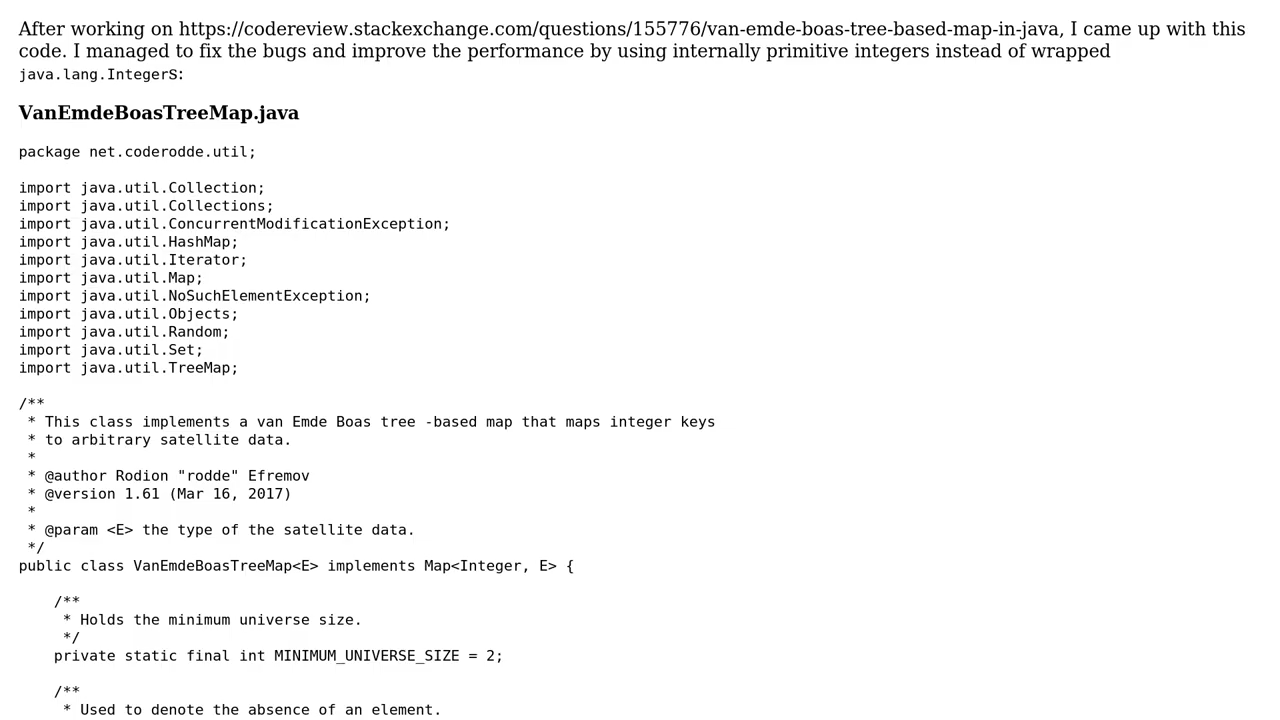 After working on https://codereview.stackexchange.com/questions/155776/van-emde-boas-tree-based-map-in-java, I came up with this
code. I managed to fix the bugs and improve the performance by using internally primitive integers instead of wrapped
java.lang.Integers:
VanEmdeBoasTreeMap.java
package net.coderodde.util;
import java.util.Collection;
import java.util.Collections;
import java.util.ConcurrentModificationException;
import java.util.HashMap;
import java.util.Iterator;
import java.util.Map;
import java.util.NoSuchElementException;
import java.util.Objects;
import java.util.Random;
import java.util.Set;
import java.util.TreeMap;
/**
 * This class implements a van Emde Boas tree -based map that maps integer keys
 * to arbitrary satellite data.
 *
 * @author Rodion "rodde" Efremov
 * @version 1.61 (Mar 16, 2017)
 *
 * @param <E> the type of the satellite data.
 */
public class VanEmdeBoasTreeMap<E> implements Map<Integer, E> {
    /**
     * Holds the minimum universe size.
     */
    private static final int MINIMUM_UNIVERSE_SIZE = 2;
    /**
     * Used to denote the absence of an element.